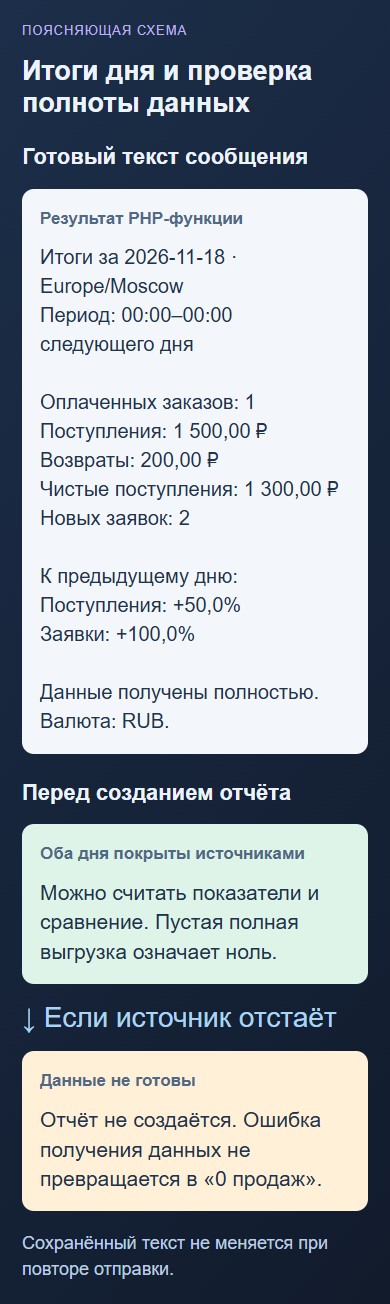 ПОЯСНЯЮЩАЯ СХЕМА
Итоги дня и проверка
полноты данных
Готовый текст сообщения
Результат PHP-функции
Итоги за 2026-11-18 ·
Europe/Moscow
Период: 00:00–00:00
следующего дня
Оплаченных заказов: 1
Поступления: 1 500,00 ₽
Возвраты: 200,00 ₽
Чистые поступления: 1 300,00 ₽
Новых заявок: 2
К предыдущему дню:
Поступления: +50,0%
Заявки: +100,0%
Данные получены полностью.
Валюта: RUB.
Перед созданием отчёта
Оба дня покрыты источниками
Можно считать показатели и
сравнение. Пустая полная
выгрузка означает ноль.
↓ Если источник отстаёт
Данные не готовы
Отчёт не создаётся. Ошибка
получения данных не
превращается в «0 продаж».
Сохранённый текст не меняется при
повторе отправки.